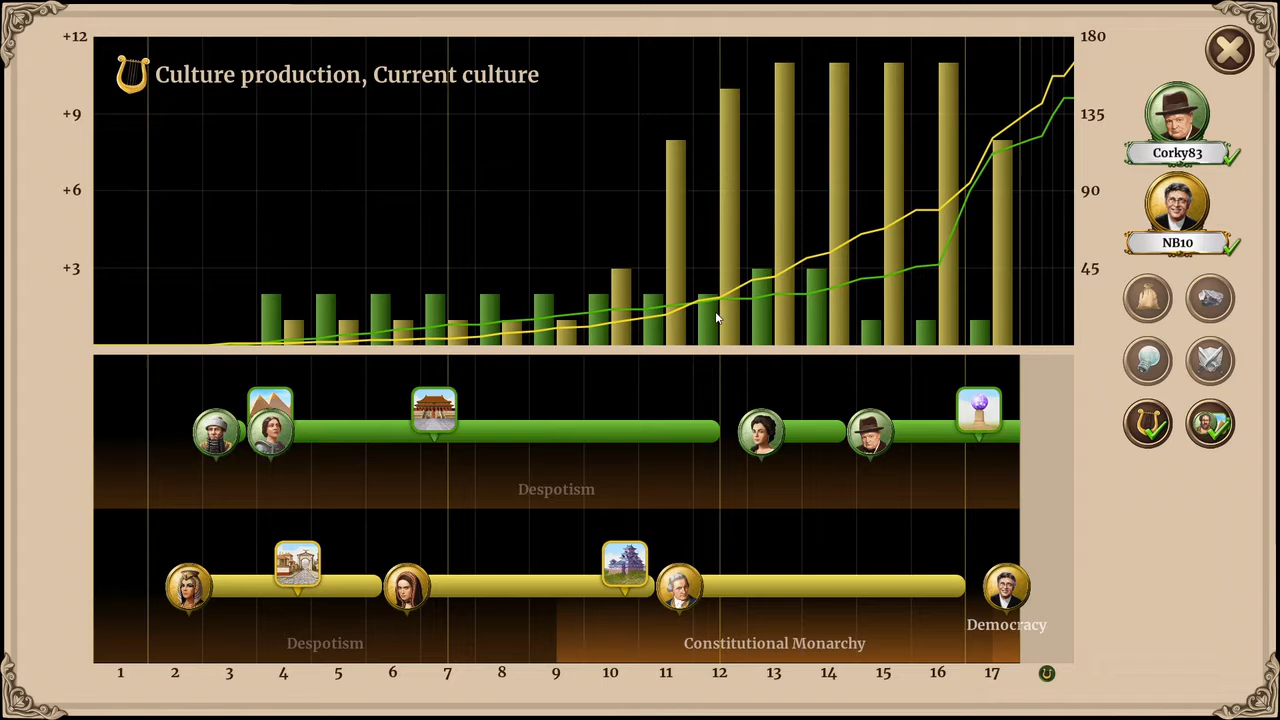 +12
180
Culture production, Current culture
+9
135
Corky83
+6
90
NB10
+3
45
Despotism
Democracy
Despotism
Constitutional Monarchy
1 2 3 4 5 6 7 8 9 10 11 12 13 14 15 16 17